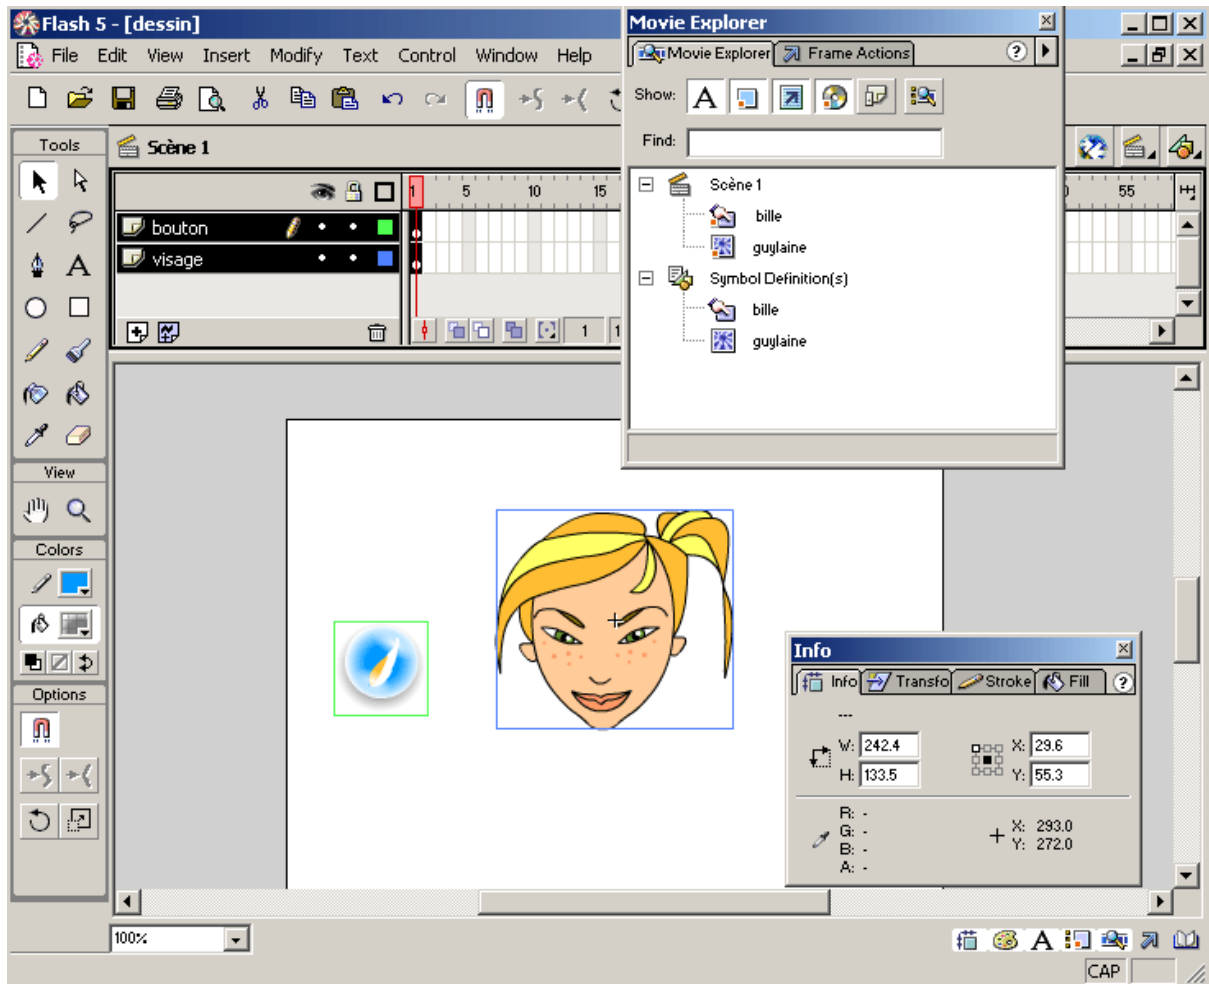 Flash 5 - [dessin]
File Edit View Insert Modify Text Control Window Help
Tools
Scène 1
1 5 10 15
55
bouton
visage
1
View
Colors
Options
Movie Explorer
Movie Explorer Frame Actions ?
Show: A
Find:
Scène 1
bille
guylaine
Symbol Definition(s)
bille
guylaine
Info
Info Transfo Stroke Fill ?
---
W: 242.4 X: 29.6
H: 133.5 Y: 55.3
R: -
G: - X: 293.0
B: - Y: 272.0
A: -
100%
CAP